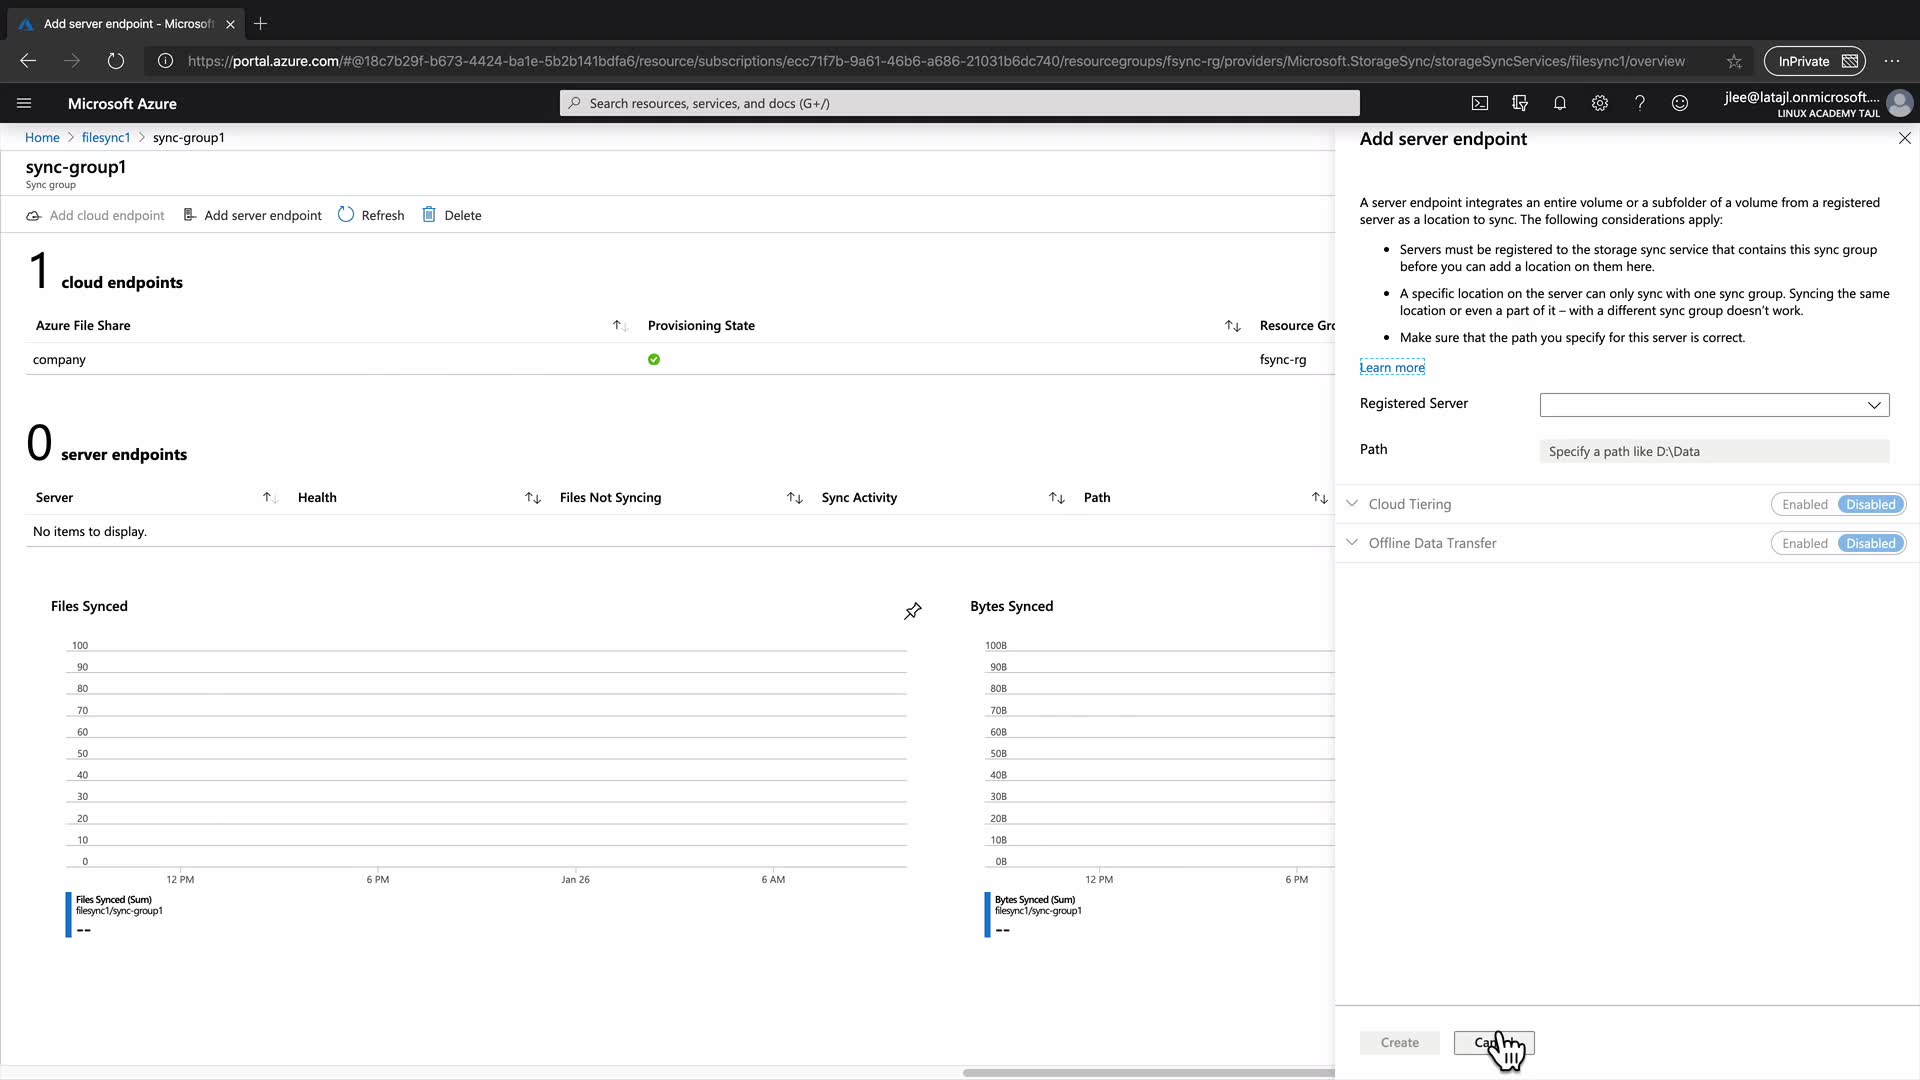 Add server endpoint - Microsof
https://portal.azure.com/#@18c7b29f-b673-4424-ba1e-5b2b141bdfa6/resource/subscriptions/ecc71f7b-9a61-46b6-a686-21031b6dc740/resourcegroups/fsync-rg/providers/Microsoft.StorageSync/storageSyncServices/filesync1/overview
InPrivate
Microsoft Azure
Search resources, services, and docs (G+/)
jlee@latajl.onmicrosoft....
LINUX ACADEMY TAJL
Home > filesync1 > sync-group1
sync-group1
Sync group
Add cloud endpoint
Add server endpoint
Refresh
Delete
1 cloud endpoints
Azure File Share
Provisioning State
Resource Gro
company
fsync-rg
0 server endpoints
Server
Health
Files Not Syncing
Sync Activity
Path
No items to display.
Files Synced
100
90
80
70
60
50
40
30
20
10
0
12 PM
6 PM
Jan 26
6 AM
Files Synced (Sum)
filesync1/sync-group1
--
Bytes Synced
100B
90B
80B
70B
60B
50B
40B
30B
20B
10B
0B
12 PM
6 PM
Bytes Synced (Sum)
filesync1/sync-group1
--
Add server endpoint
A server endpoint integrates an entire volume or a subfolder of a volume from a registered
server as a location to sync. The following considerations apply:
• Servers must be registered to the storage sync service that contains this sync group
before you can add a location on them here.
• A specific location on the server can only sync with one sync group. Syncing the same
location or even a part of it – with a different sync group doesn't work.
• Make sure that the path you specify for this server is correct.
Learn more
Registered Server
Path
Specify a path like D:\Data
Cloud Tiering
Enabled
Disabled
Offline Data Transfer
Enabled
Disabled
Create